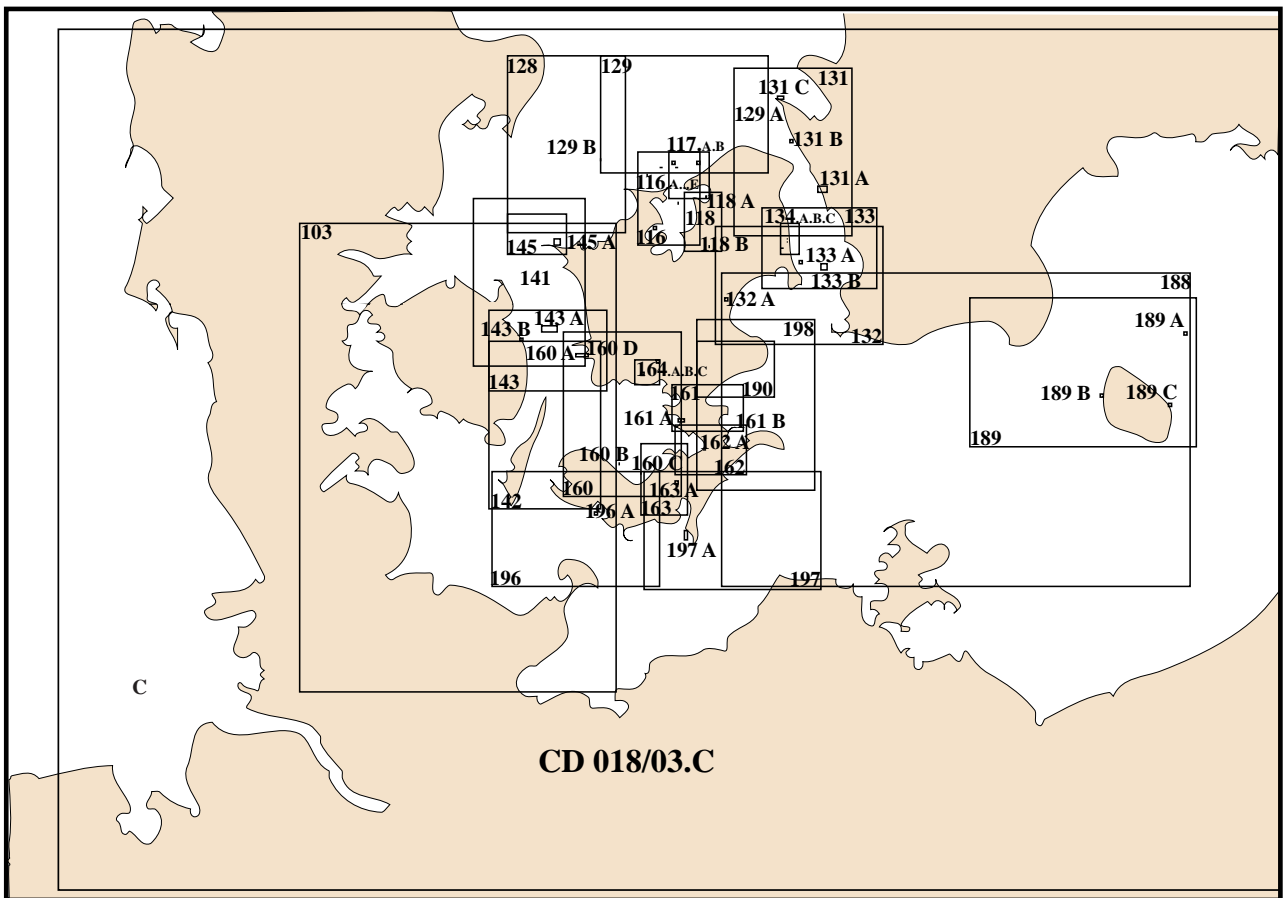 128
129
131
131 C
129 A
131 B
129 B
117.A.B
116 A...E
131 A
118 A
118
134.A.B.C
133
103
116
118 B
145
145 A
133 A
141
133 B
188
132 A
143 A
189 A
143 B
198
132
160 A
160 D
164.A.B.C
143
161
190
189 B
189 C
161 A
161 B
162 A
189
160 B
160 C
162
160
163 A
142
163
196 A
197 A
196
197
C
CD 018/03.C